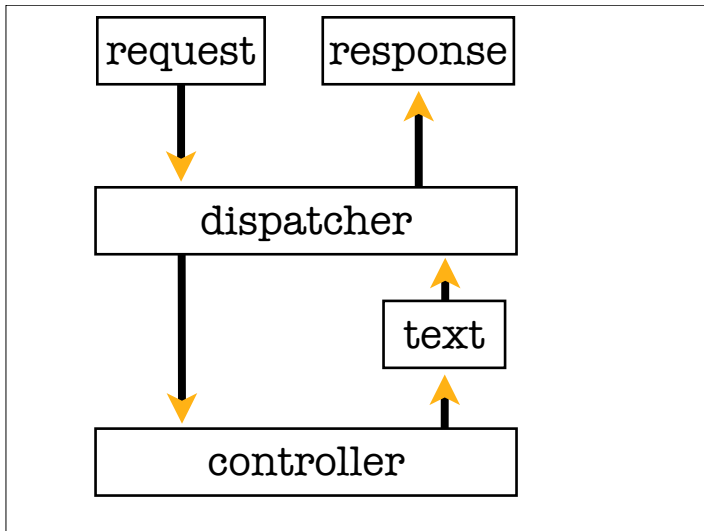 request
response
dispatcher
text
controller